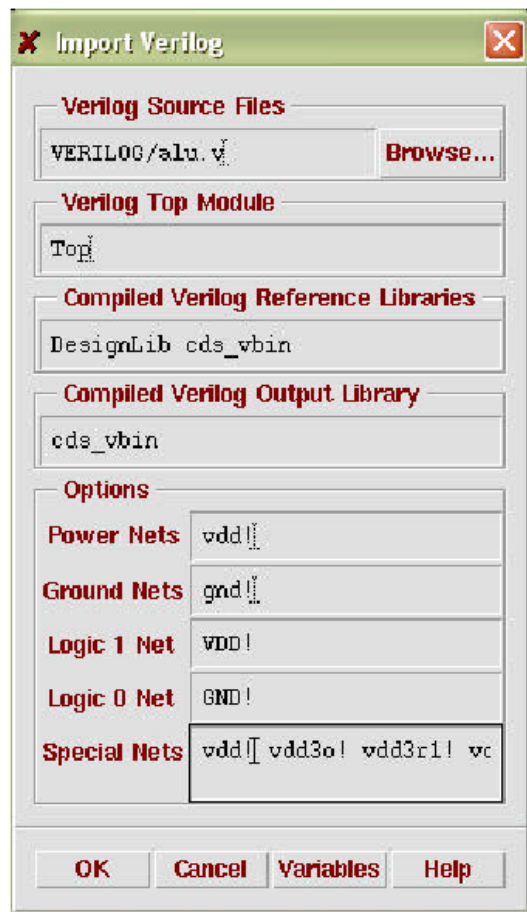 Import Verilog
Verilog Source Files
VERILOG/alu.v
Browse...
Verilog Top Module
Top
Compiled Verilog Reference Libraries
DesignLib cds_vbin
Compiled Verilog Output Library
cds_vbin
Options
Power Nets vdd!
Ground Nets gnd!
Logic 1 Net VDD!
Logic 0 Net GND!
Special Nets vdd! vdd3o! vdd3r1!
OK Cancel Variables Help